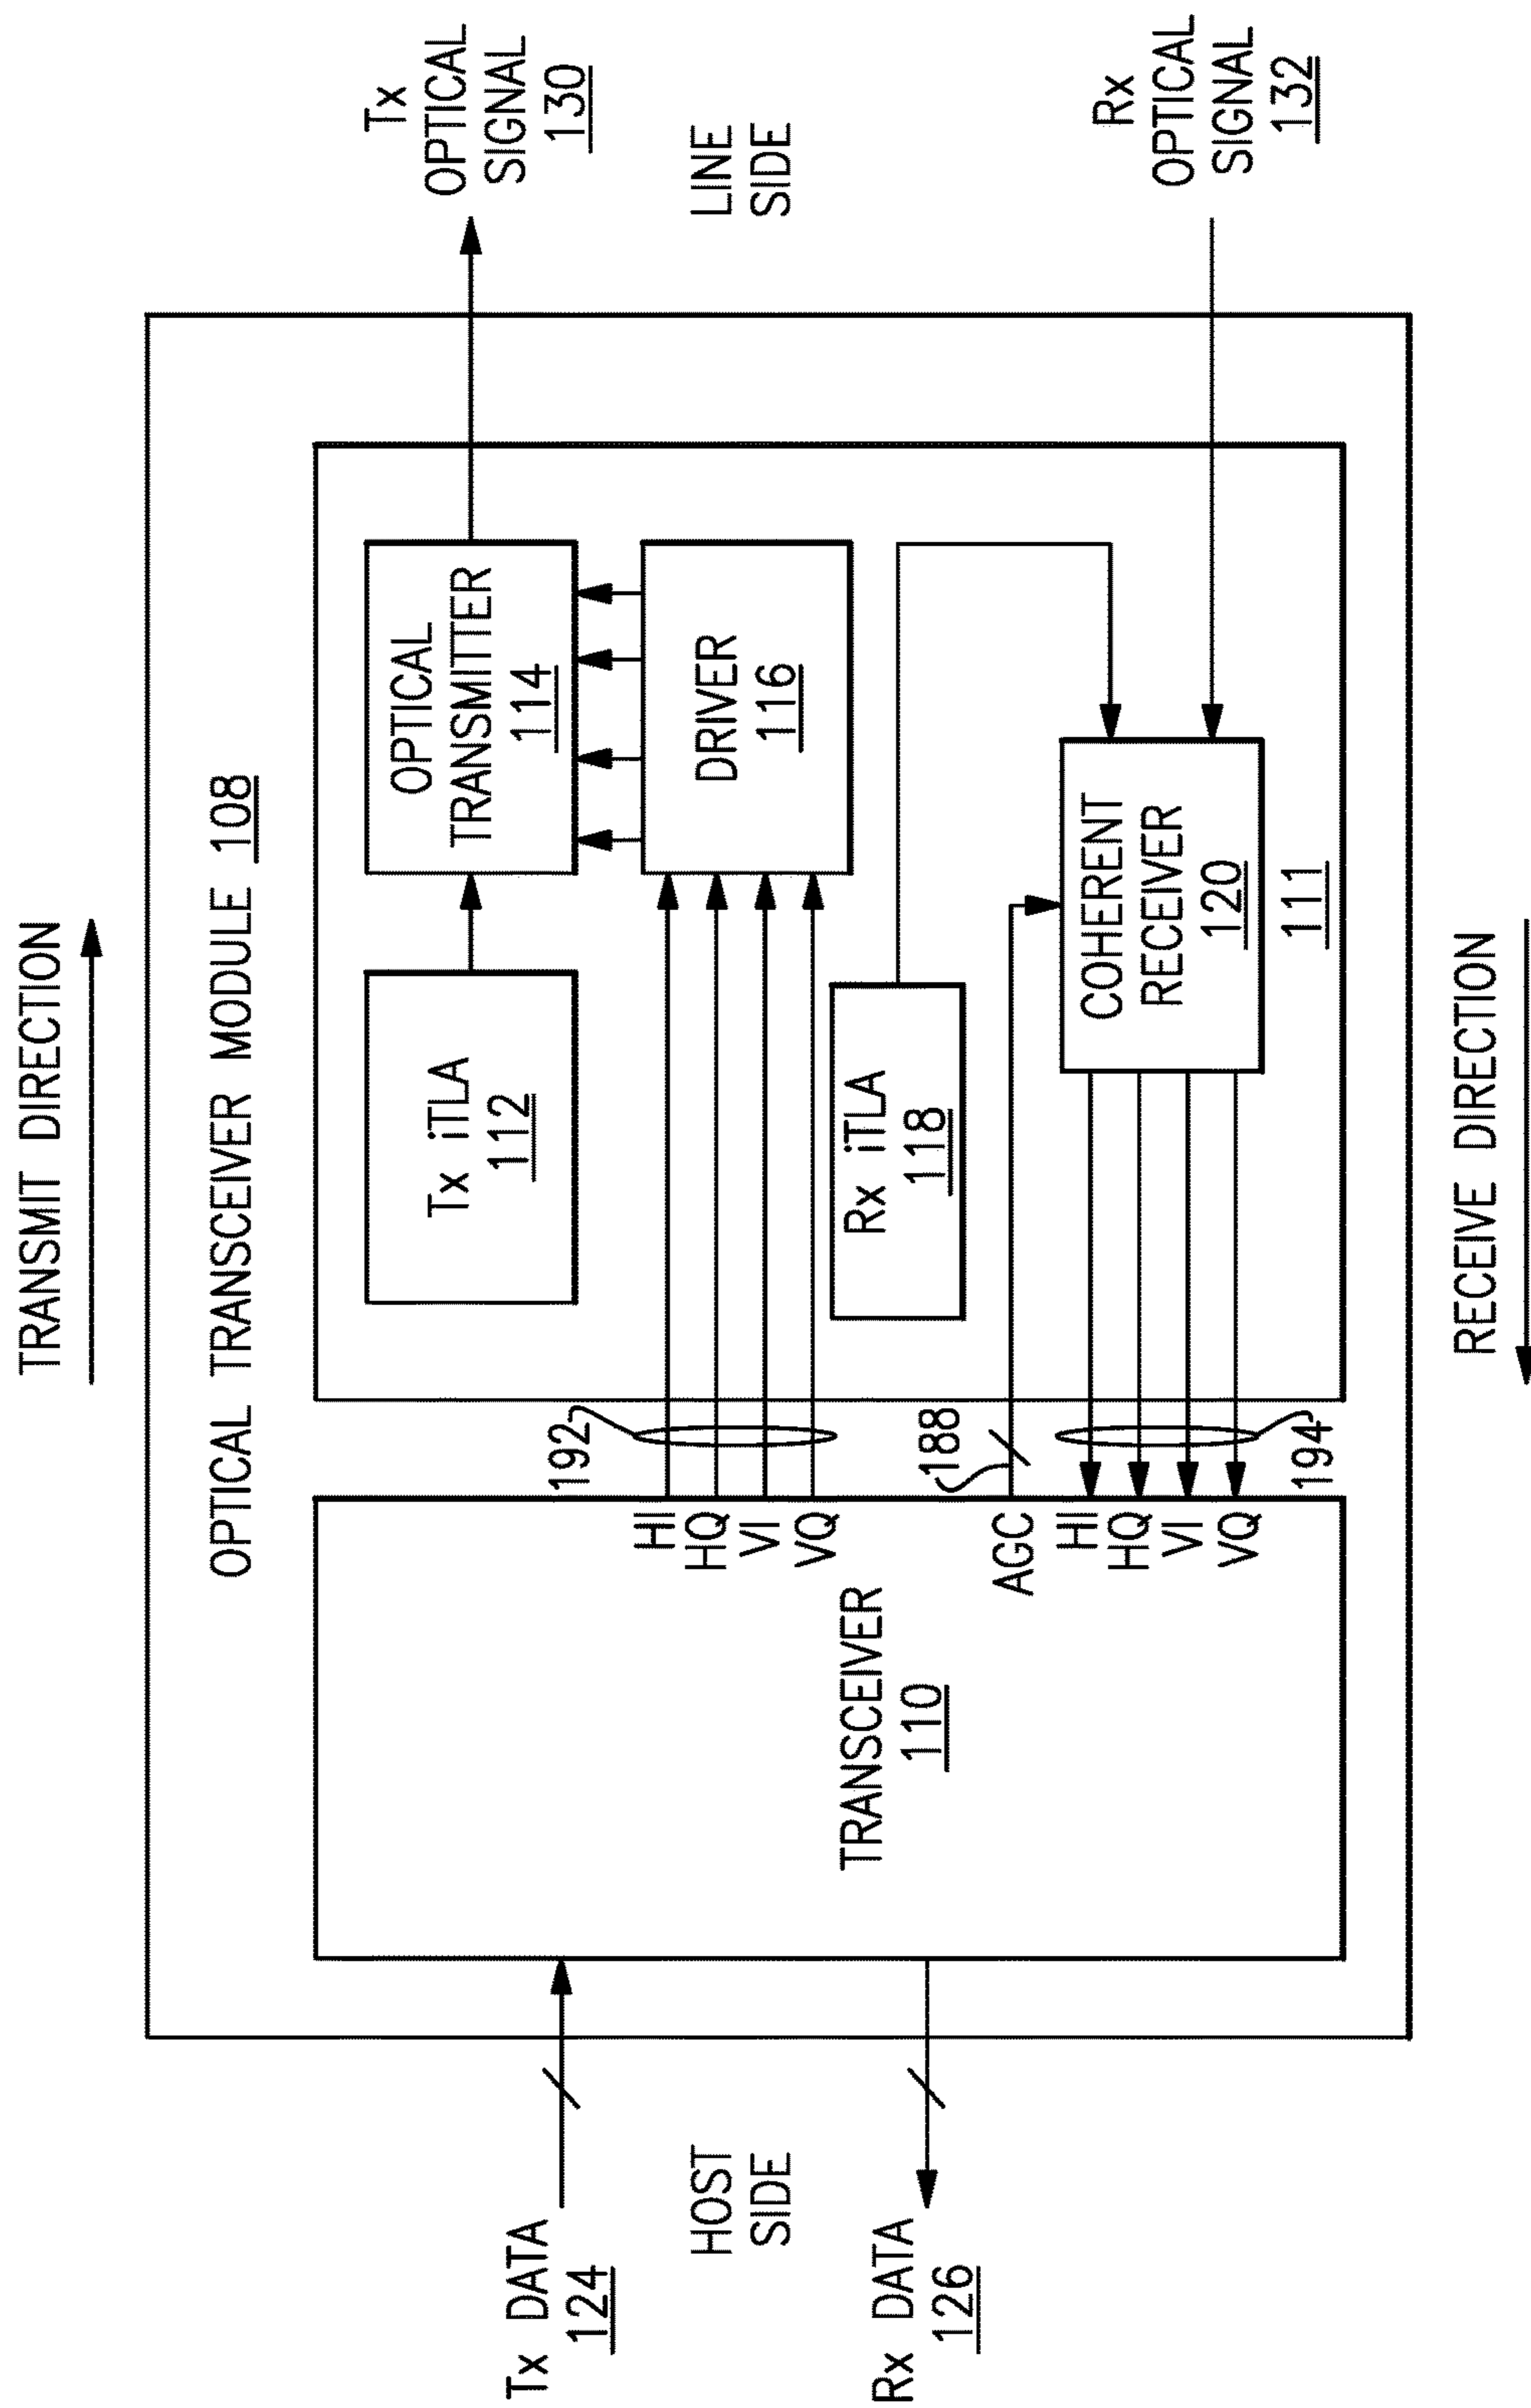 TRANSMIT DIRECTION
OPTICAL TRANSCEIVER MODULE 108
Tx DATA
124
HOST
SIDE
Rx DATA
126
TRANSCEIVER
110
HI
HQ
VI
VQ
AGC
HI
HQ
VI
VQ
192
188
194
Tx iTLA
112
OPTICAL
TRANSMITTER
114
DRIVER
116
Rx iTLA
118
COHERENT
RECEIVER
120
111
Tx
OPTICAL
SIGNAL
130
LINE
SIDE
Rx
OPTICAL
SIGNAL
132
RECEIVE DIRECTION